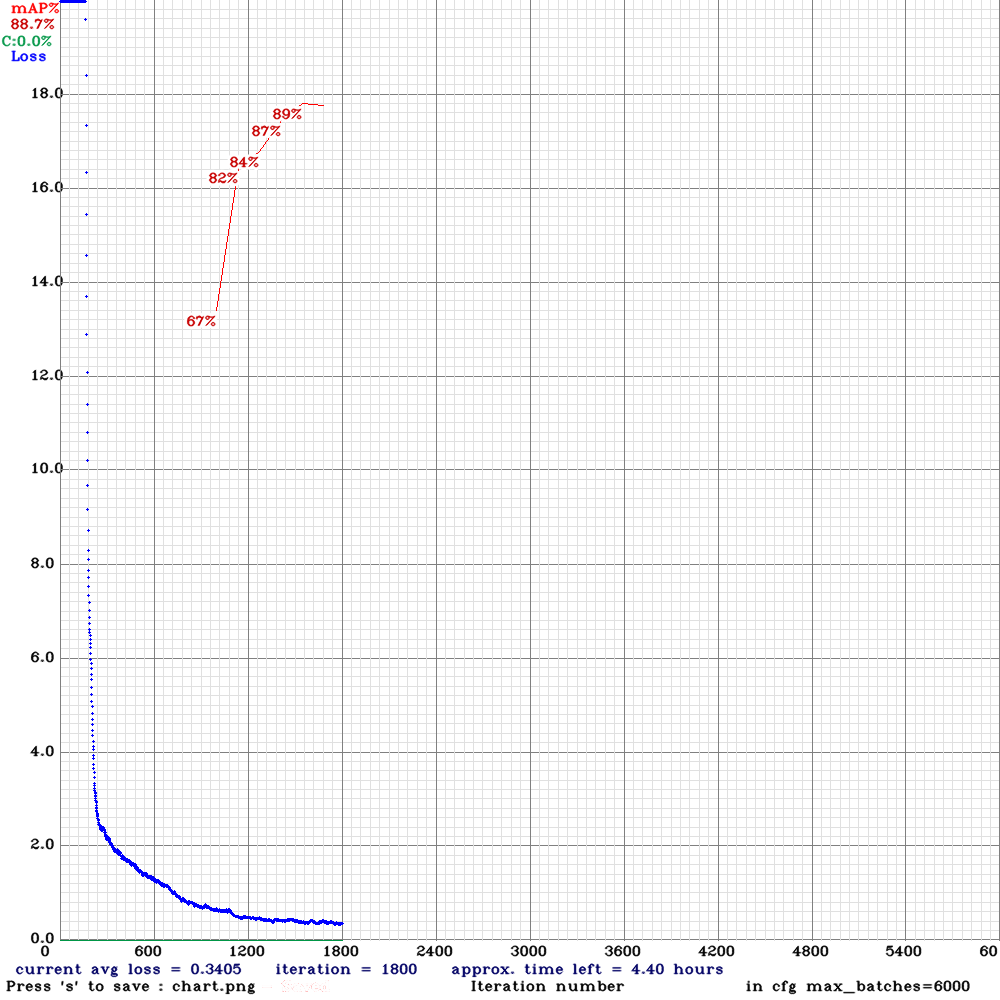 mAP%
88.7%
C:0.0%
Loss
18.0
89%
87%
84%
82%
16.0
14.0
67%
12.0
10.0
8.0
6.0
4.0
2.0
0.0
0 600 1200 1800 2400 3000 3600 4200 4800 5400 60
current avg loss = 0.3405 iteration = 1800 approx. time left = 4.40 hours
Press 's' to save : chart.png Iteration number in cfg max_batches=6000